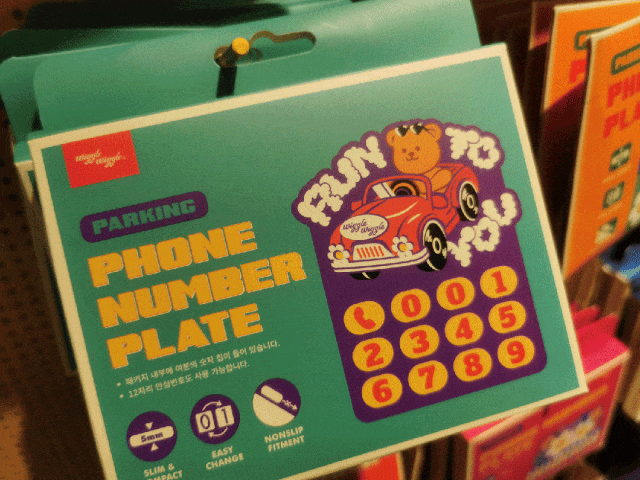 wiggle
wiggle
PARKING
PHONE
NUMBER
PLATE
• 패키지 내부에 여분의 숫자 칩이 들어 있습니다.
• 12자리 안심번호도 사용 가능합니다.
5mm
SLIM &
COMPACT
0 1
EASY
CHANGE
NONSLIP
FITMENT
RUN TO
YOU
wiggle
wiggle
0 0 1
2 3 4 5
6 7 8 9